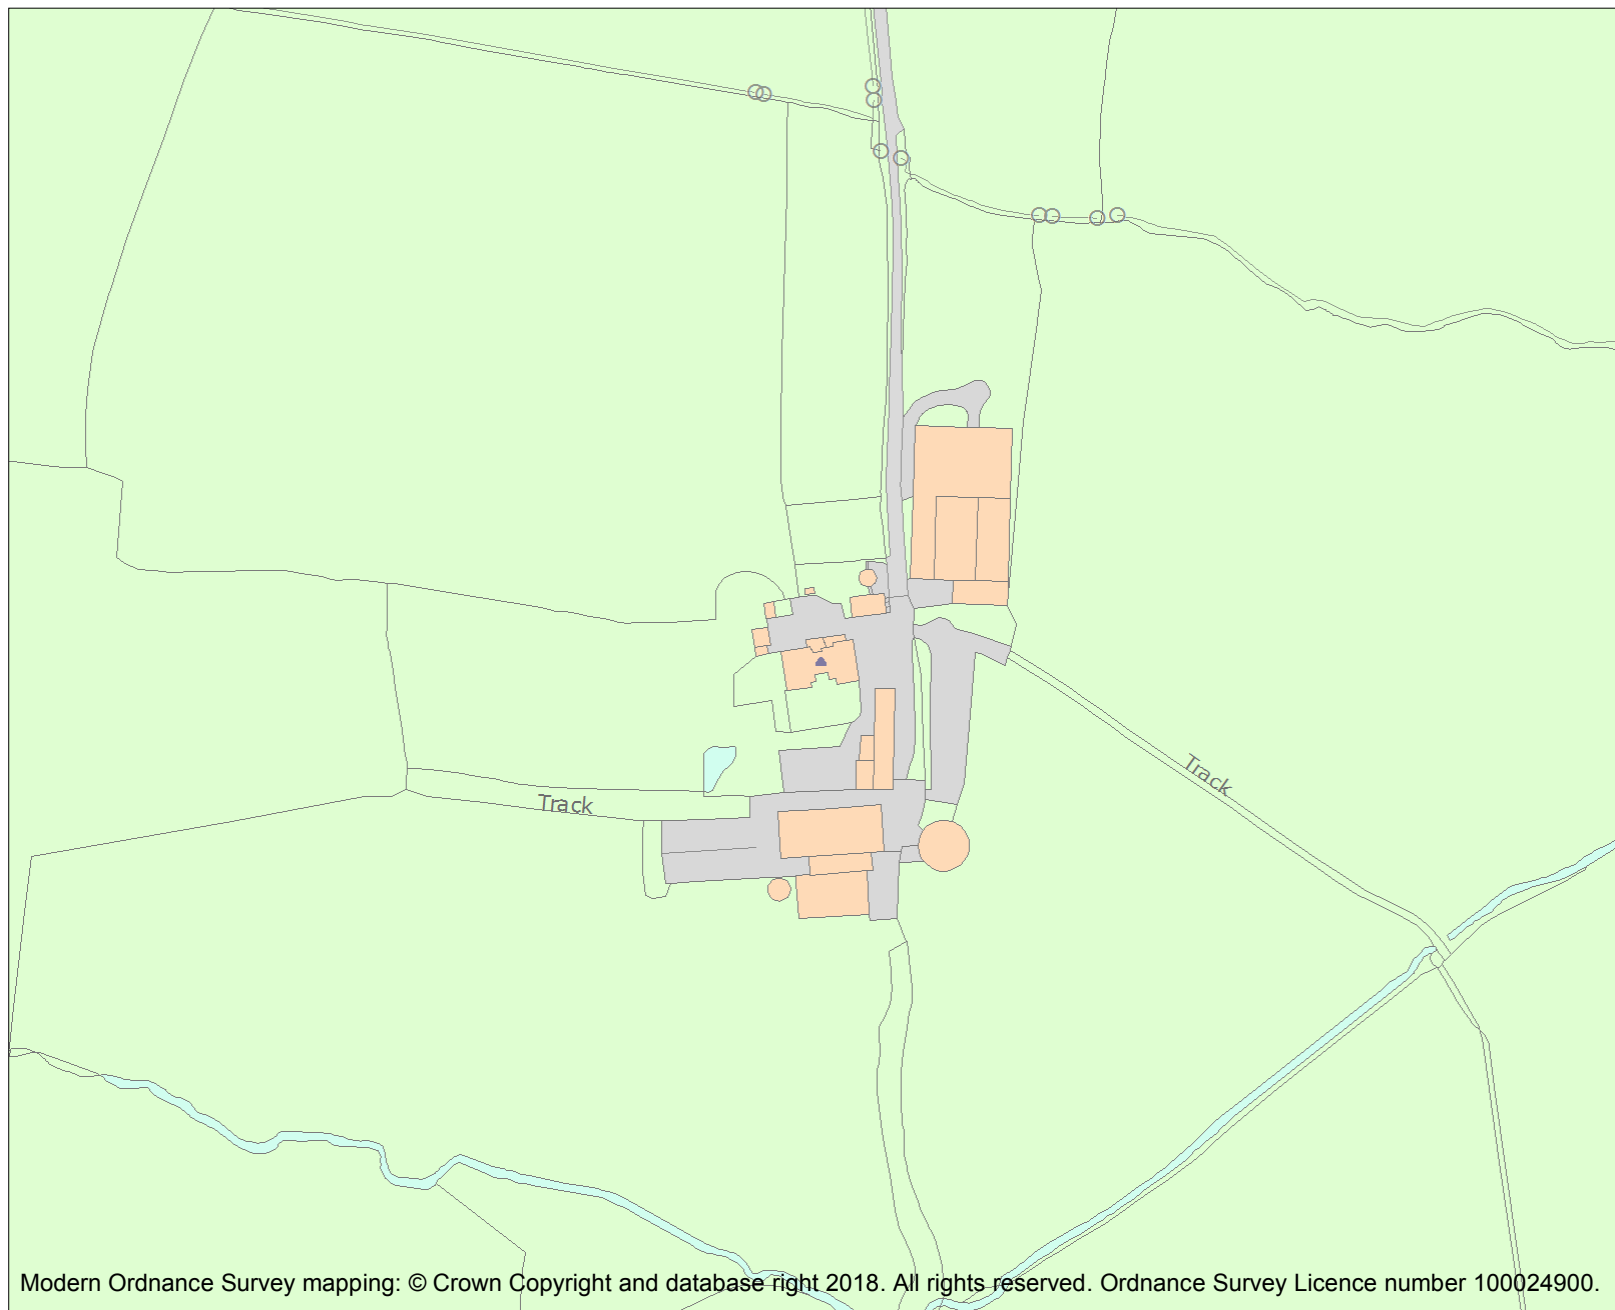 Track
Track
Modern Ordnance Survey mapping: © Crown Copyright and database right 2018. All rights reserved. Ordnance Survey Licence number 100024900.